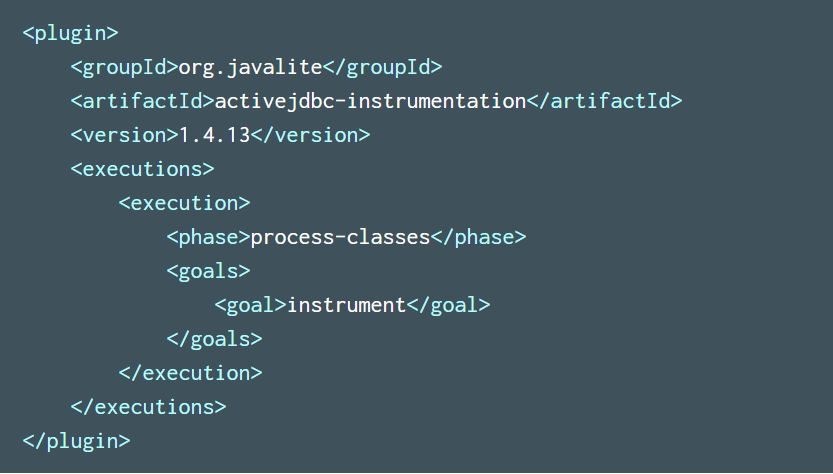 <plugin>
    <groupId>org.javalite</groupId>
    <artifactId>activejdbc-instrumentation</artifactId>
    <version>1.4.13</version>
    <executions>
        <execution>
            <phase>process-classes</phase>
            <goals>
                <goal>instrument</goal>
            </goals>
        </execution>
    </executions>
</plugin>